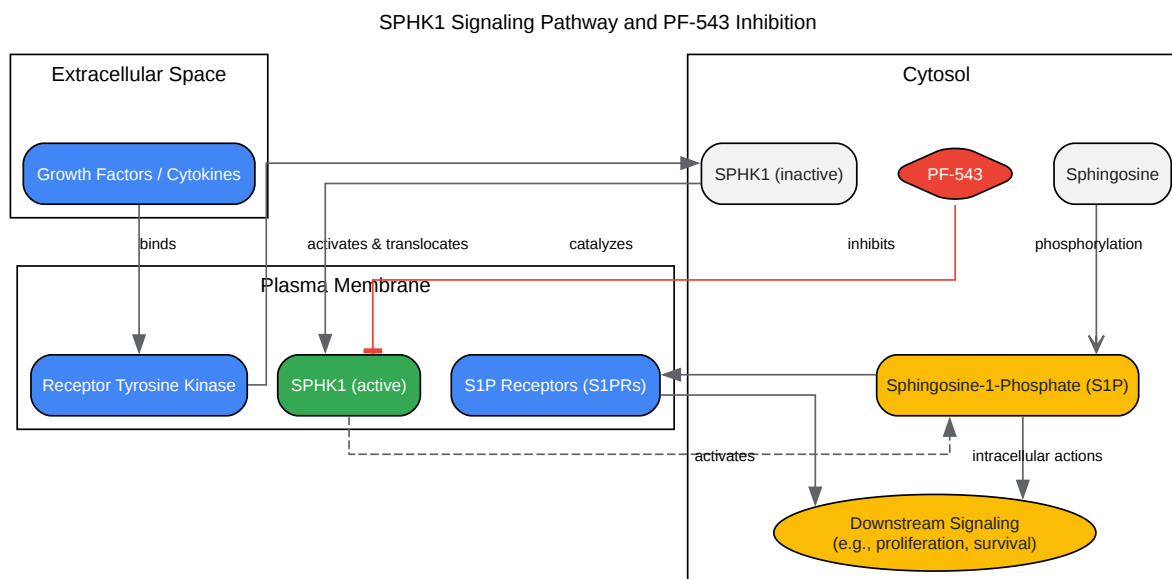 SPHK1 Signaling Pathway and PF-543 Inhibition
Extracellular Space
Cytosol
Growth Factors / Cytokines
SPHK1 (inactive)
PF-543
Sphingosine
binds
activates & translocates
catalyzes
inhibits
phosphorylation
Plasma Membrane
Receptor Tyrosine Kinase
SPHK1 (active)
S1P Receptors (S1PRs)
Sphingosine-1-Phosphate (S1P)
activates
intracellular actions
Downstream Signaling
(e.g., proliferation, survival)